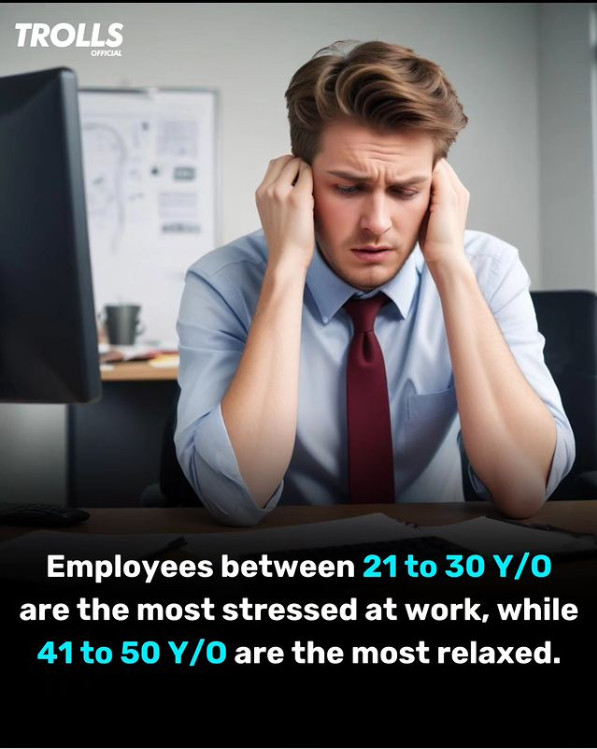 TROLLS
OFFICIAL
Employees between 21 to 30 Y/O
are the most stressed at work, while
41 to 50 Y/O are the most relaxed.